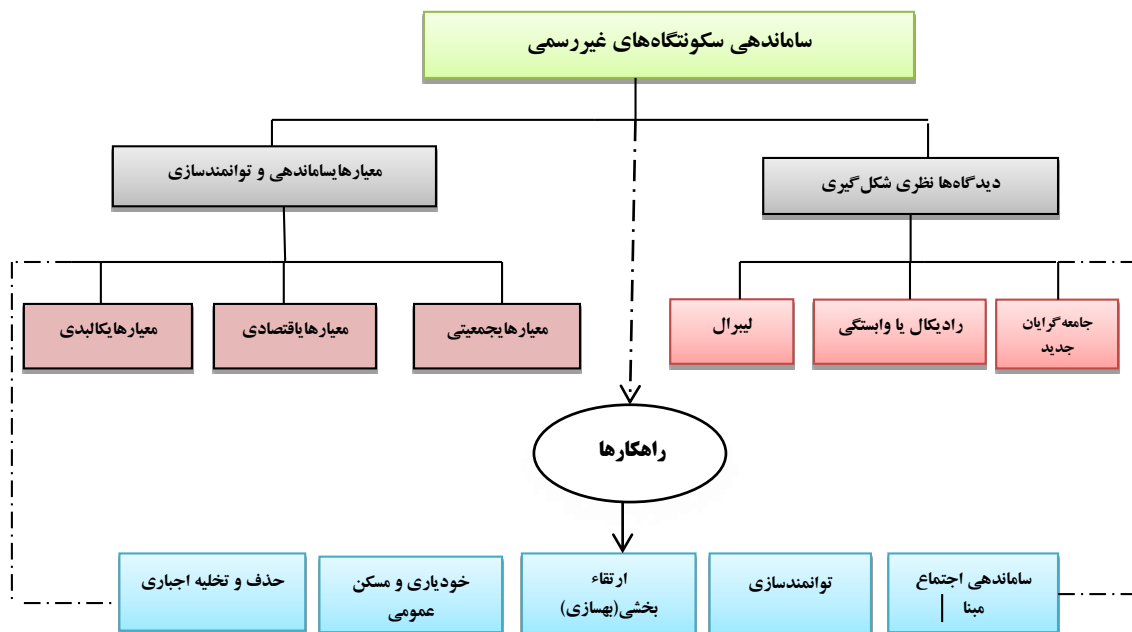 ساماندهی سکونتگاه‌های غیررسمی
دیدگاه‌ها نظری شکل‌گیری
معیارهایساماندهی و توانمندسازی
جامعه‌گرایان
جدید
رادیکال یا وابستگی
لیبرال
معیارهایجمعیتی
معیارهایاقتصادی
معیارهایکالبدی
راهکارها
ساماندهی اجتماع
مبنا
توانمندسازی
ارتقاء
بخشی(بهسازی)
خودیاری و مسکن
عمومی
حذف و تخلیه اجباری